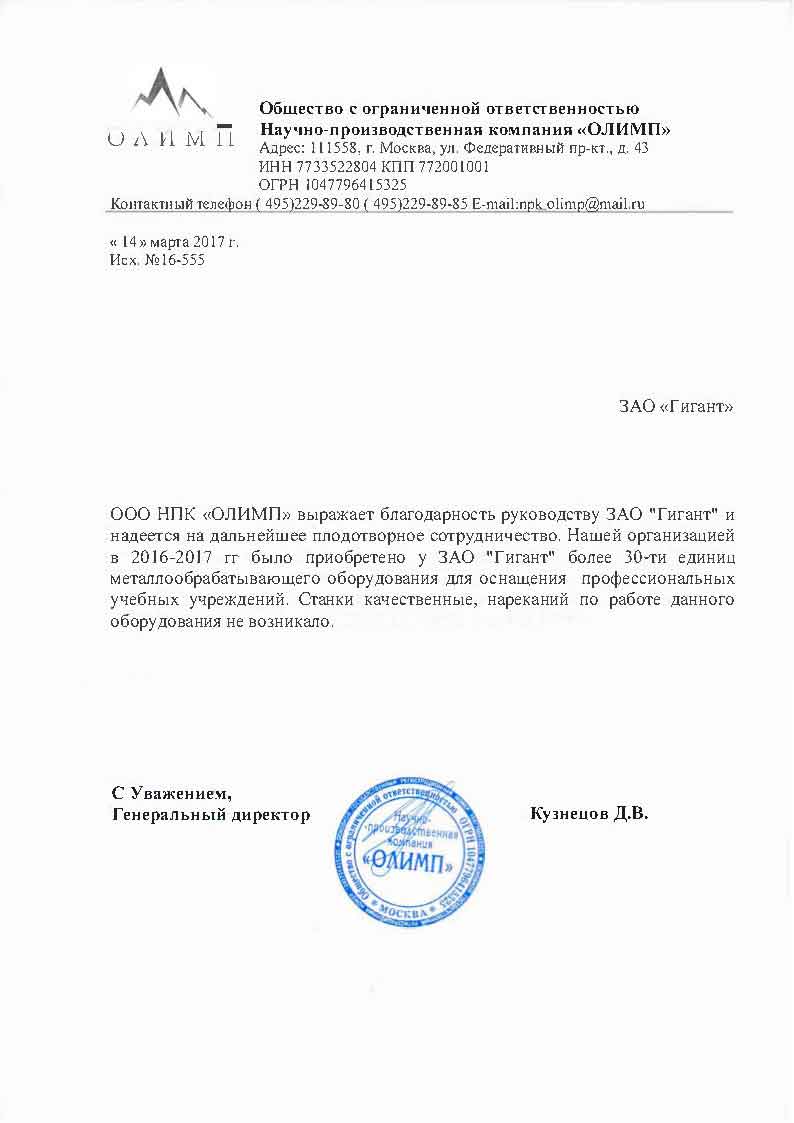 ОЛИМП
Общество с ограниченной ответственностью
Научно-производственная компания «ОЛИМП»
Адрес: 111558, г. Москва, ул. Федеративный пр-кт., д. 43
ИНН 7733522804 КПП 772001001
ОГРН 1047796415325
Контактный телефон ( 495)229-89-80 ( 495)229-89-85 E-mail:npk_olimp@mail.ru
« 14 » марта 2017 г.
Исх. №16-555
ЗАО «Гигант»
ООО НПК «ОЛИМП» выражает благодарность руководству ЗАО "Гигант" и
надеется на дальнейшее плодотворное сотрудничество. Нашей организацией
в 2016-2017 гг было приобретено у ЗАО "Гигант" более 30-ти единиц
металлообрабатывающего оборудования для оснащения профессиональных
учебных учреждений. Станки качественные, нареканий по работе данного
оборудования не возникало.
С Уважением,
Генеральный директор
Кузнецов Д.В.
Общество с ограниченной ответственностью ОГРН 1047796415325
* МОСКВА *
Научно-
-производственная
компания
«ОЛИМП»